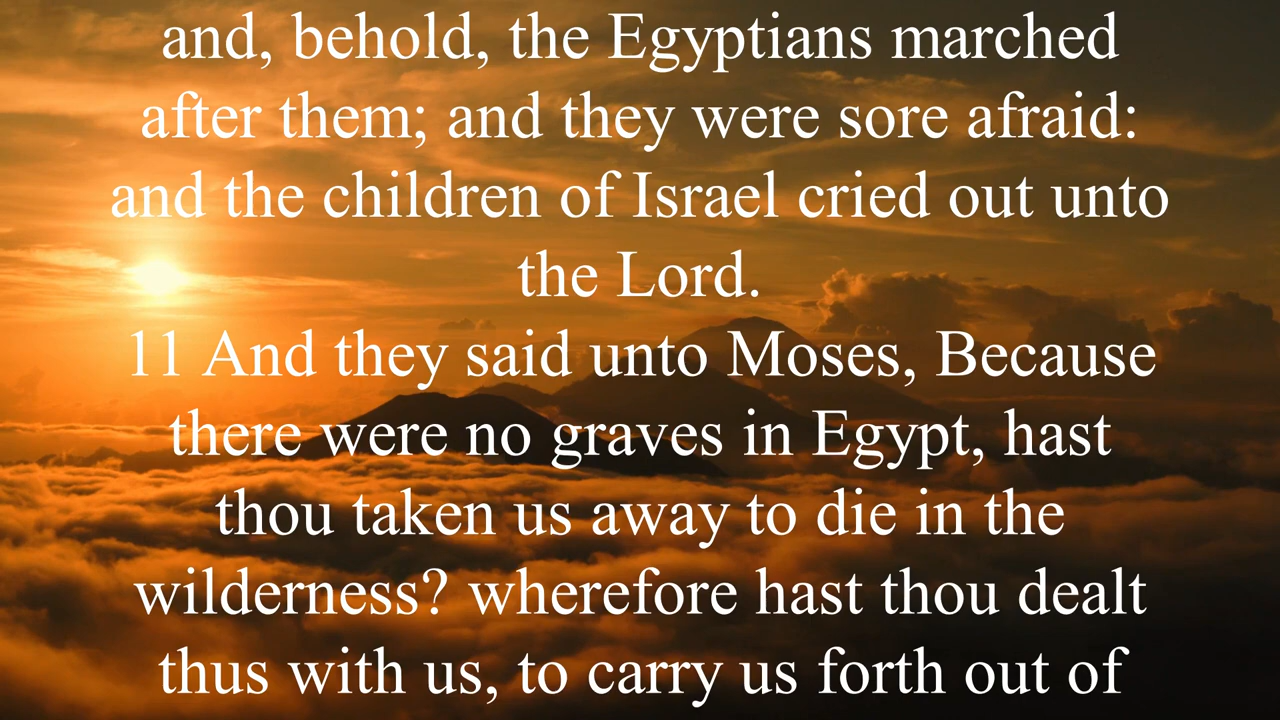 and, behold, the Egyptians marched
after them; and they were sore afraid:
and the children of Israel cried out unto
the Lord.
11 And they said unto Moses, Because
there were no graves in Egypt, hast
thou taken us away to die in the
wilderness? wherefore hast thou dealt
thus with us, to carry us forth out of